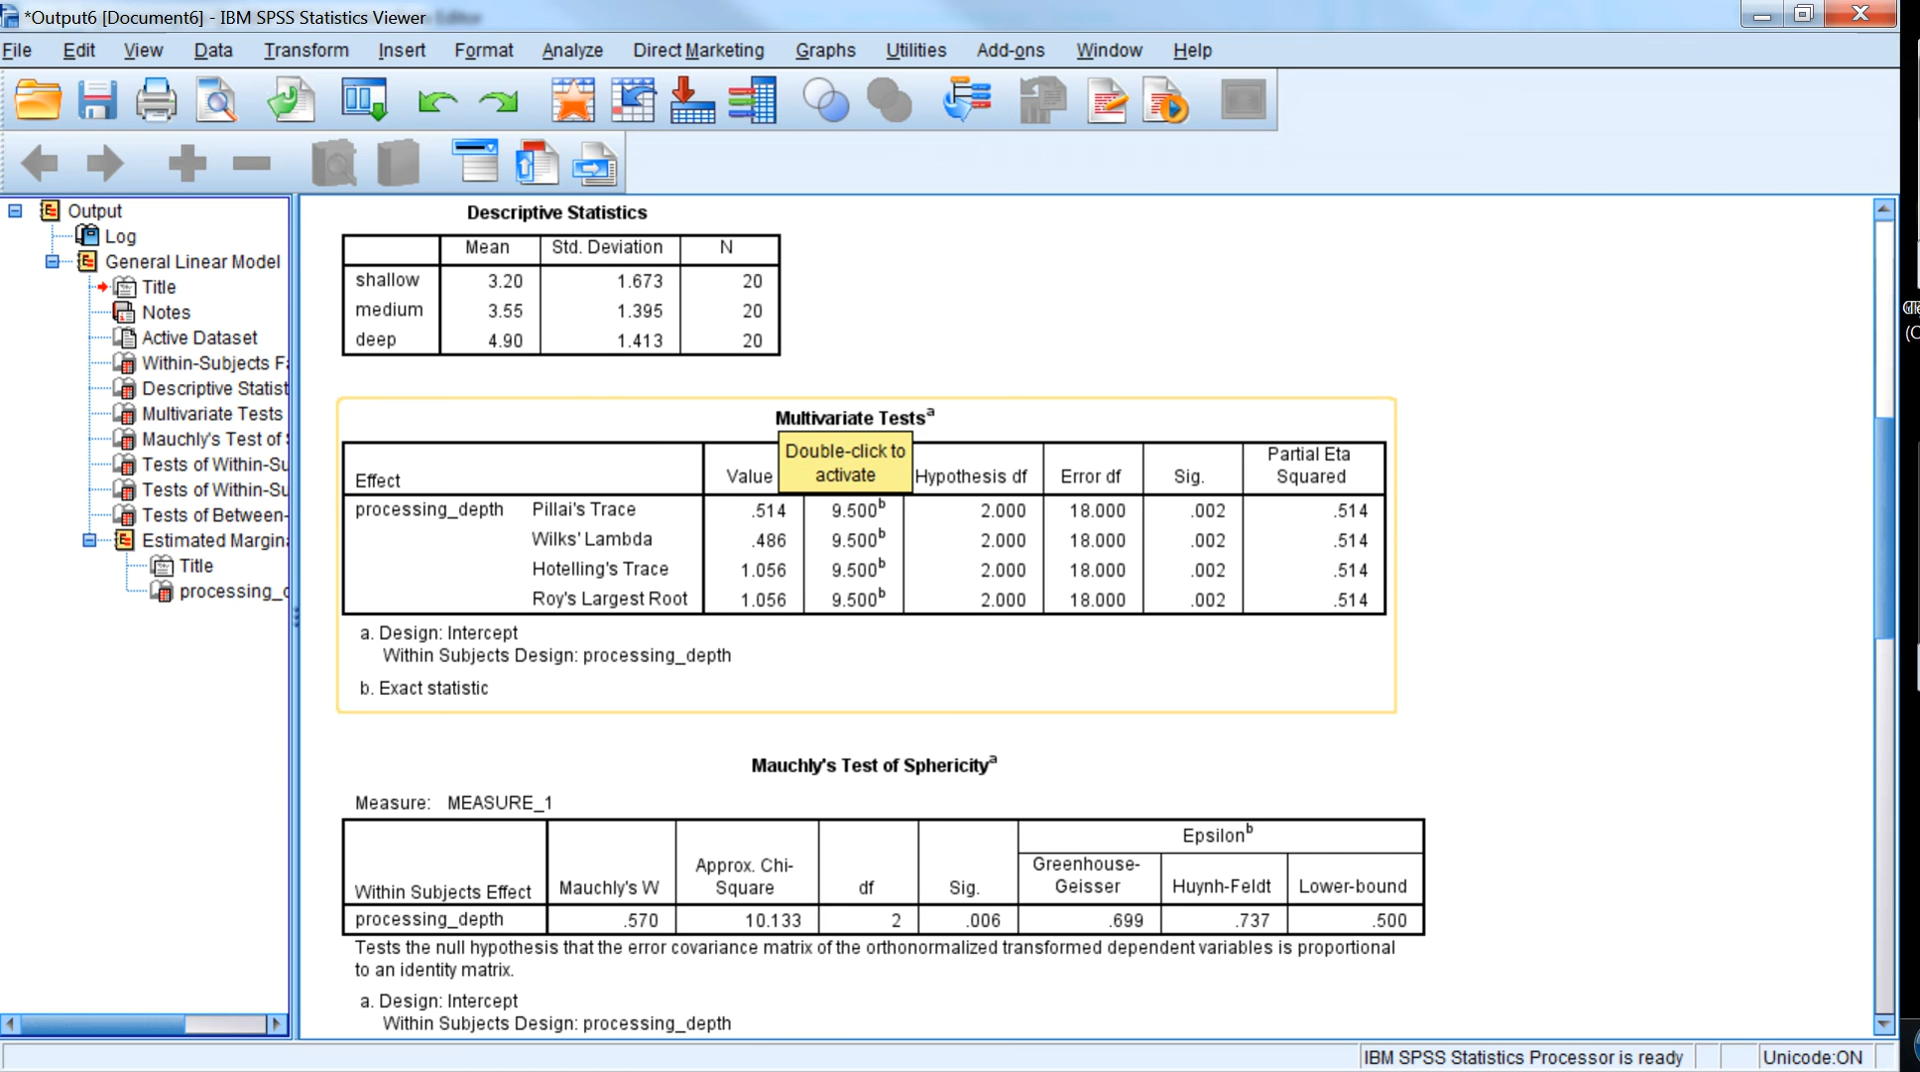 *Output6 [Document6] - IBM SPSS Statistics Viewer
File Edit View Data Transform Insert Format Analyze Direct Marketing Graphs Utilities Add-ons Window Help
Output
Log
General Linear Model
Title
Notes
Active Dataset
Within-Subjects Fa
Descriptive Statist
Multivariate Tests
Mauchly's Test of
Tests of Within-Su
Tests of Within-Su
Tests of Between-
Estimated Margin
Title
processing_d
Descriptive Statistics
Mean Std. Deviation N
shallow 3.20 1.673 20
medium 3.55 1.395 20
deep 4.90 1.413 20
Multivariate Testsa
Double-click to
activate
Effect Value Hypothesis df Error df Sig. Partial Eta Squared
processing_depth Pillai's Trace .514 9.500b 2.000 18.000 .002 .514
Wilks' Lambda .486 9.500b 2.000 18.000 .002 .514
Hotelling's Trace 1.056 9.500b 2.000 18.000 .002 .514
Roy's Largest Root 1.056 9.500b 2.000 18.000 .002 .514
a. Design: Intercept
Within Subjects Design: processing_depth
b. Exact statistic
Mauchly's Test of Sphericitya
Measure: MEASURE_1
Epsilonb
Within Subjects Effect Mauchly's W Approx. Chi-Square df Sig. Greenhouse-Geisser Huynh-Feldt Lower-bound
processing_depth .570 10.133 2 .006 .699 .737 .500
Tests the null hypothesis that the error covariance matrix of the orthonormalized transformed dependent variables is proportional
to an identity matrix.
a. Design: Intercept
Within Subjects Design: processing_depth
IBM SPSS Statistics Processor is ready Unicode:ON